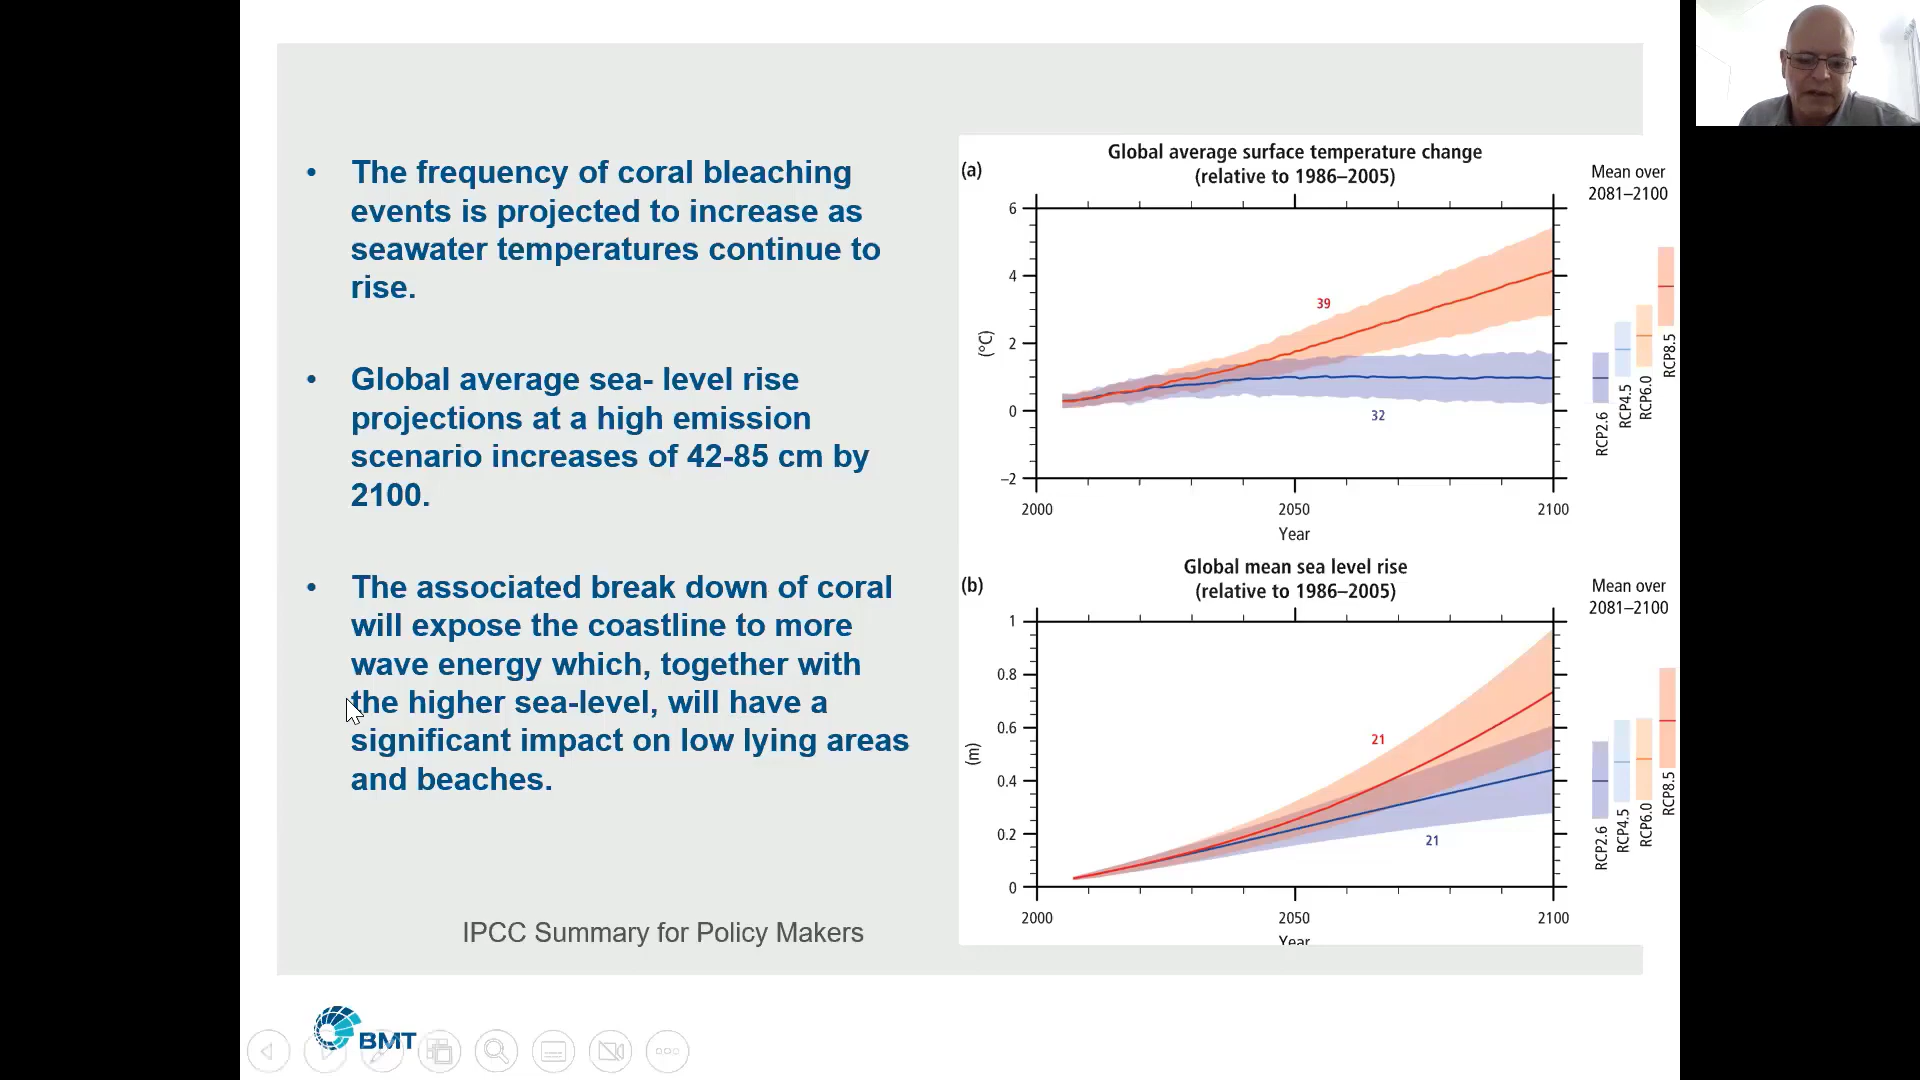 • The frequency of coral bleaching
events is projected to increase as
seawater temperatures continue to
rise.
• Global average sea- level rise
projections at a high emission
scenario increases of 42-85 cm by
2100.
• The associated break down of coral
will expose the coastline to more
wave energy which, together with
the higher sea-level, will have a
significant impact on low lying areas
and beaches.
IPCC Summary for Policy Makers
BMT
Global average surface temperature change
(relative to 1986–2005)
(a)
Mean over
2081–2100
6
4
2
0
−2
(°C)
39
32
2000
2050
2100
Year
RCP2.6
RCP4.5
RCP6.0
RCP8.5
Global mean sea level rise
(relative to 1986–2005)
(b)
Mean over
2081–2100
1
0.8
0.6
0.4
0.2
0
(m)
21
21
2000
2050
2100
Year
RCP2.6
RCP4.5
RCP6.0
RCP8.5